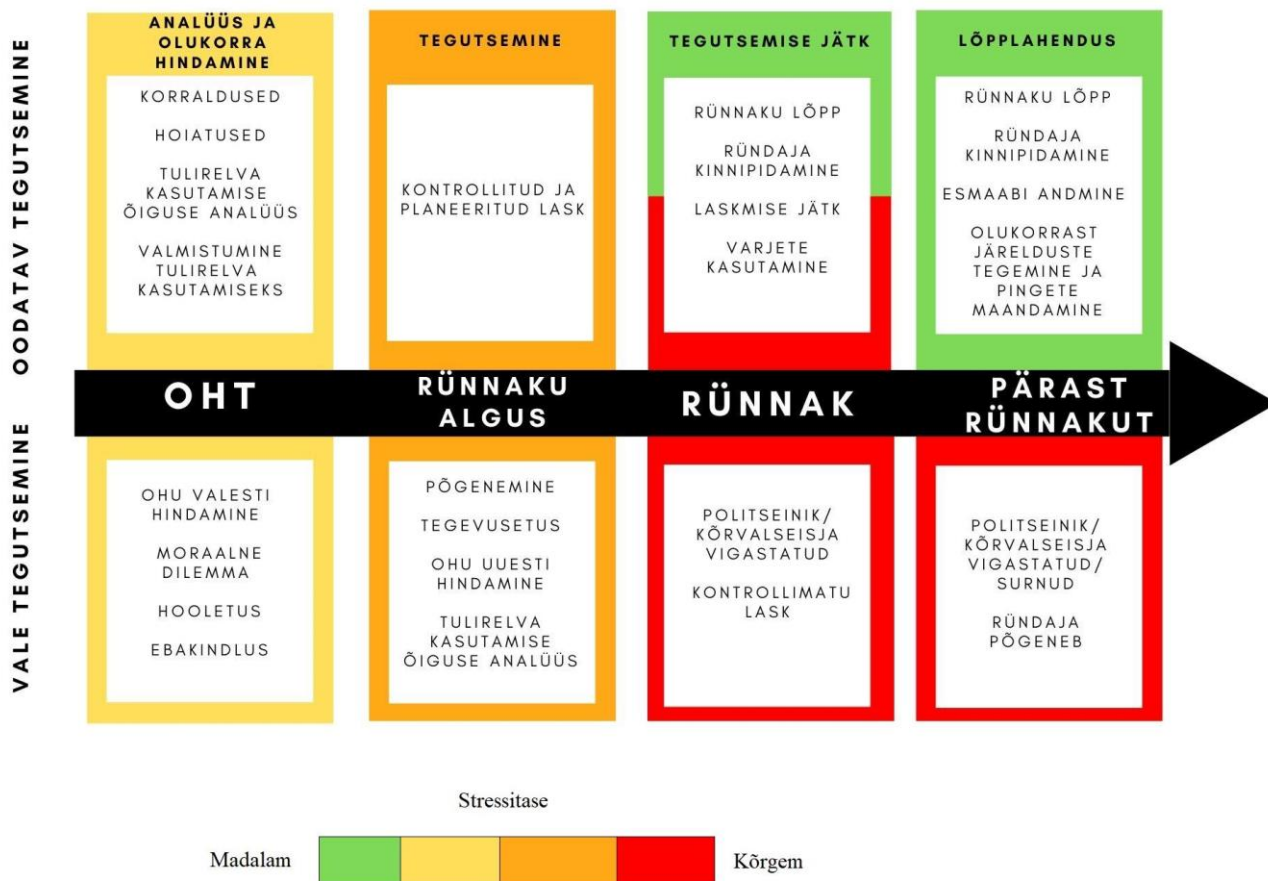 OODATAV TEGUTSEMINE
ANALÜÜS JA
OLUKORRA
HINDAMINE
KORRALDUSED
HOIATUSED
TULIRELVA
KASUTAMISE
ÕIGUSE ANALÜÜS
VALMISTUMINE
TULIRELVA
KASUTAMISEKS
TEGUTSEMINE
KONTROLLITUD JA
PLANEERITUD LASK
TEGUTSEMISE JÄTK
RÜNNAKU LÕPP
RÜNDAJA
KINNIPIDAMINE
LASKMISE JÄTK
VARJETE
KASUTAMINE
LÕPPLAHENDUS
RÜNNAKU LÕPP
RÜNDAJA
KINNIPIDAMINE
ESMAABI ANDMINE
OLUKORRAST
JÄRELDUSTE
TEGEMINE JA
PINGETE
MAANDAMINE
OHT
RÜNNAKU
ALGUS
RÜNNAK
PÄRAST
RÜNNAKUT
VALE TEGUTSEMINE
OHU VALESTI
HINDAMINE
MORAALNE
DILEMMA
HOOLETUS
EBAKINDLUS
PÕGENEMINE
TEGEVUSETUS
OHU UUESTI
HINDAMINE
TULIRELVA
KASUTAMISE
ÕIGUSE ANALÜÜS
POLITSEINIK/
KÕRVALSEISJA
VIGASTATUD
KONTROLLIMATU
LASK
POLITSEINIK/
KÕRVALSEISJA
VIGASTATUD/
SURNUD
RÜNDAJA
PÕGENEB
Stressitase
Madalam
Kõrgem